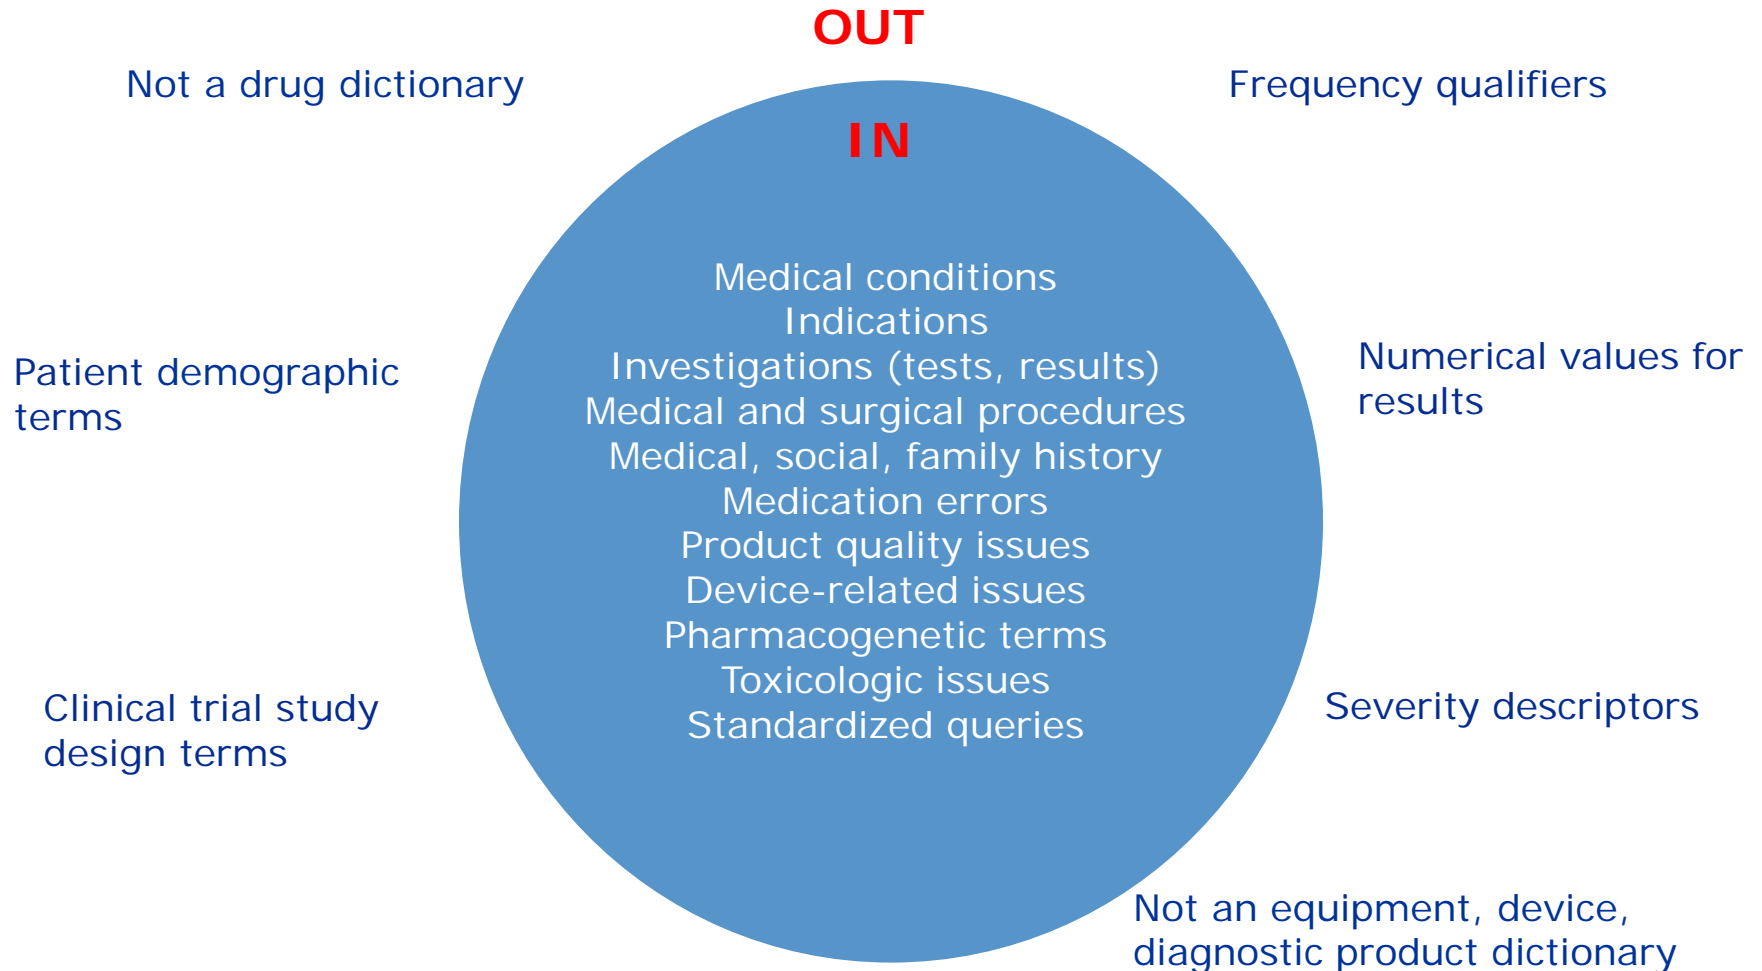 OUT
Not a drug dictionary
Frequency qualifiers
IN
Medical conditions
Indications
Investigations (tests, results)
Medical and surgical procedures
Medical, social, family history
Medication errors
Product quality issues
Device-related issues
Pharmacogenetic terms
Toxicologic issues
Standardized queries
Patient demographic
terms
Numerical values for
results
Clinical trial study
design terms
Severity descriptors
Not an equipment, device,
diagnostic product dictionary